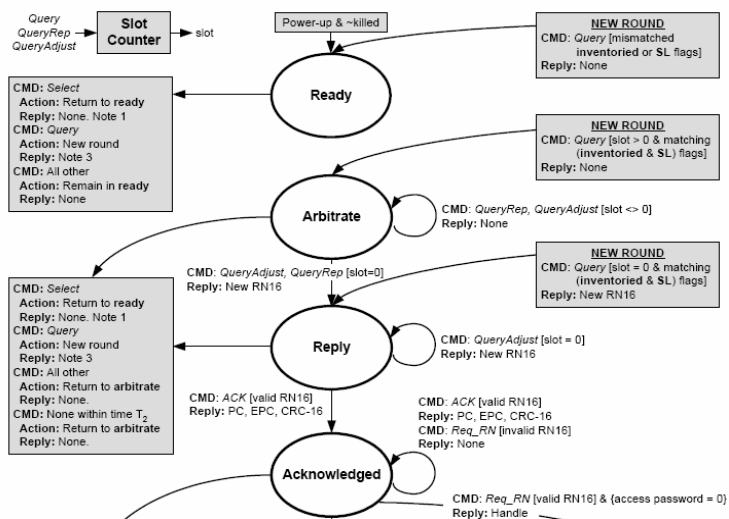 Query
QueryRep
QueryAdjust
Slot
Counter
slot
Power-up & ~killed
NEW ROUND
CMD: Query [mismatched
inventoried or SL flags]
Reply: None
Ready
CMD: Select
Action: Return to ready
Reply: None. Note 1
CMD: Query
Action: New round
Reply: Note 3
CMD: All other
Action: Remain in ready
Reply: None
NEW ROUND
CMD: Query [slot > 0 & matching
(inventoried & SL) flags]
Reply: None
Arbitrate
CMD: QueryRep, QueryAdjust [slot <> 0]
Reply: None
CMD: QueryAdjust, QueryRep [slot=0]
Reply: New RN16
NEW ROUND
CMD: Query [slot = 0 & matching
(inventoried & SL) flags]
Reply: New RN16
CMD: Select
Action: Return to ready
Reply: None. Note 1
CMD: Query
Action: New round
Reply: Note 3
CMD: All other
Action: Return to arbitrate
Reply: None.
CMD: None within time T2
Action: Return to arbitrate
Reply: None.
Reply
CMD: QueryAdjust [slot = 0]
Reply: New RN16
CMD: ACK [valid RN16]
Reply: PC, EPC, CRC-16
CMD: ACK [valid RN16]
Reply: PC, EPC, CRC-16
CMD: Req_RN [invalid RN16]
Reply: None
Acknowledged
CMD: Req_RN [valid RN16] & {access password = 0}
Reply: Handle